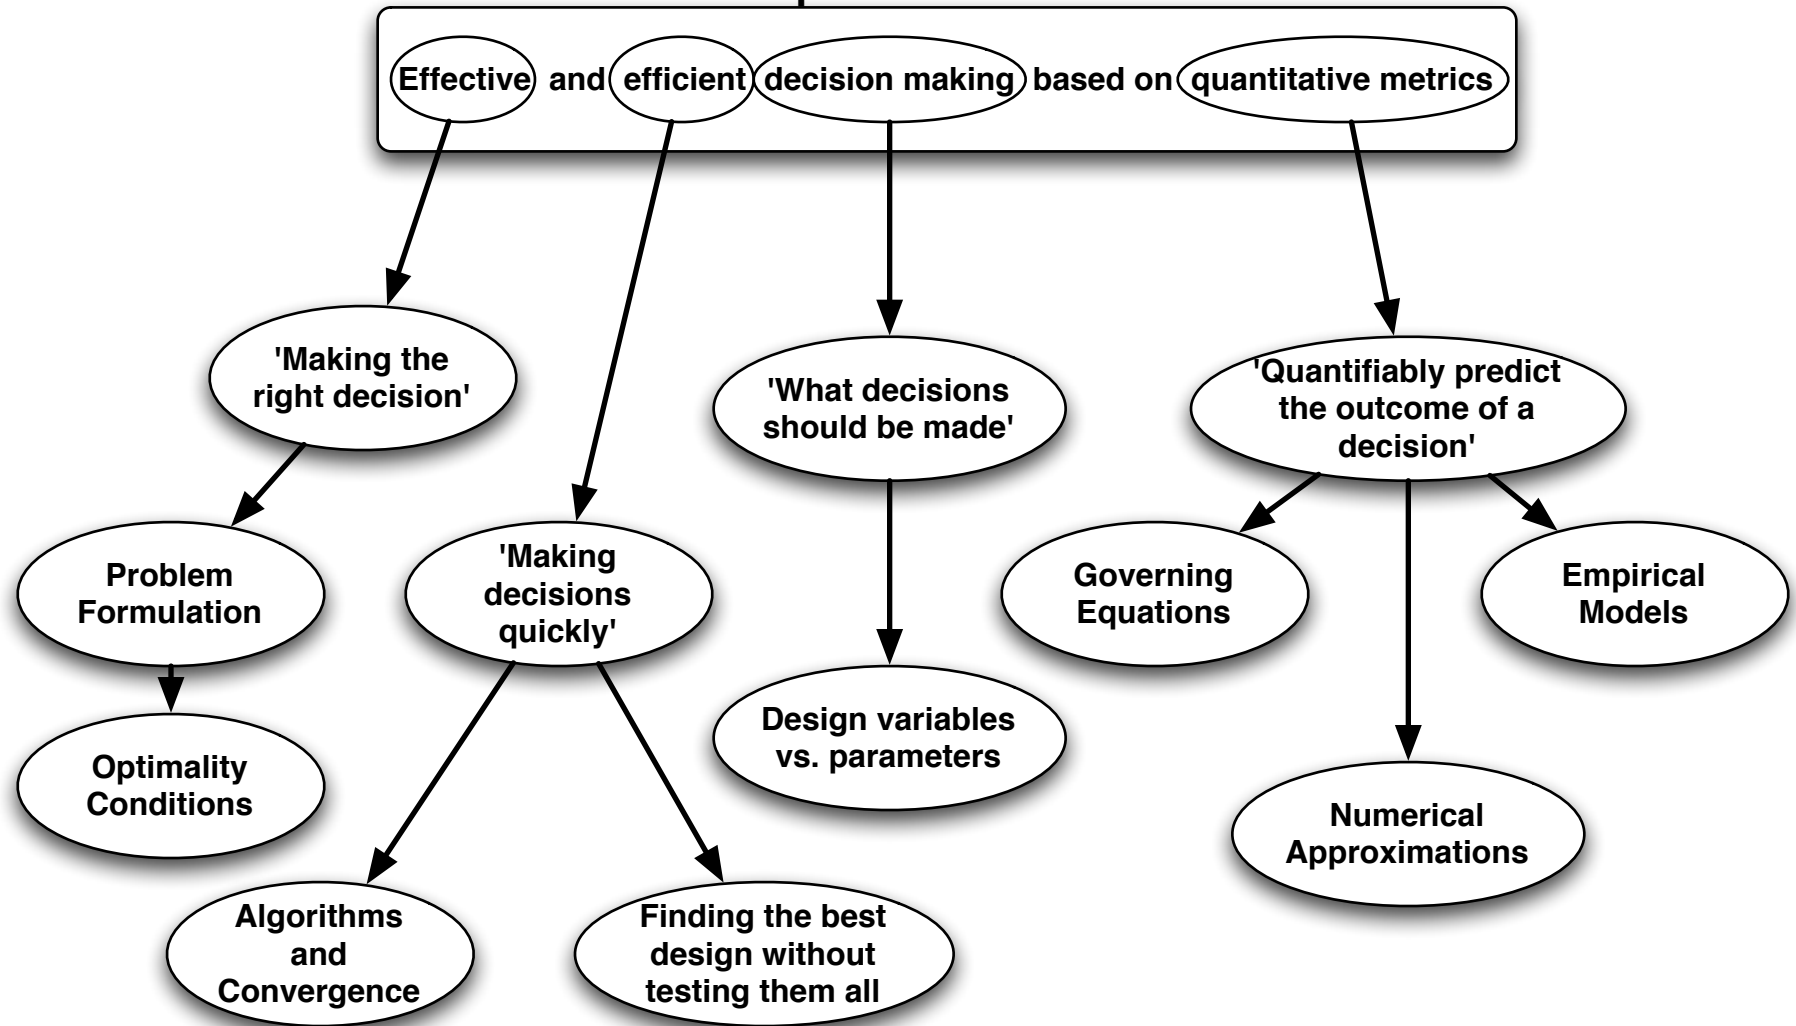 Effective and efficient decision making based on quantitative metrics
'Making the
right decision'
'What decisions
should be made'
'Quantifiably predict
the outcome of a
decision'
Problem
Formulation
'Making
decisions
quickly'
Governing
Equations
Empirical
Models
Optimality
Conditions
Design variables
vs. parameters
Numerical
Approximations
Algorithms
and
Convergence
Finding the best
design without
testing them all